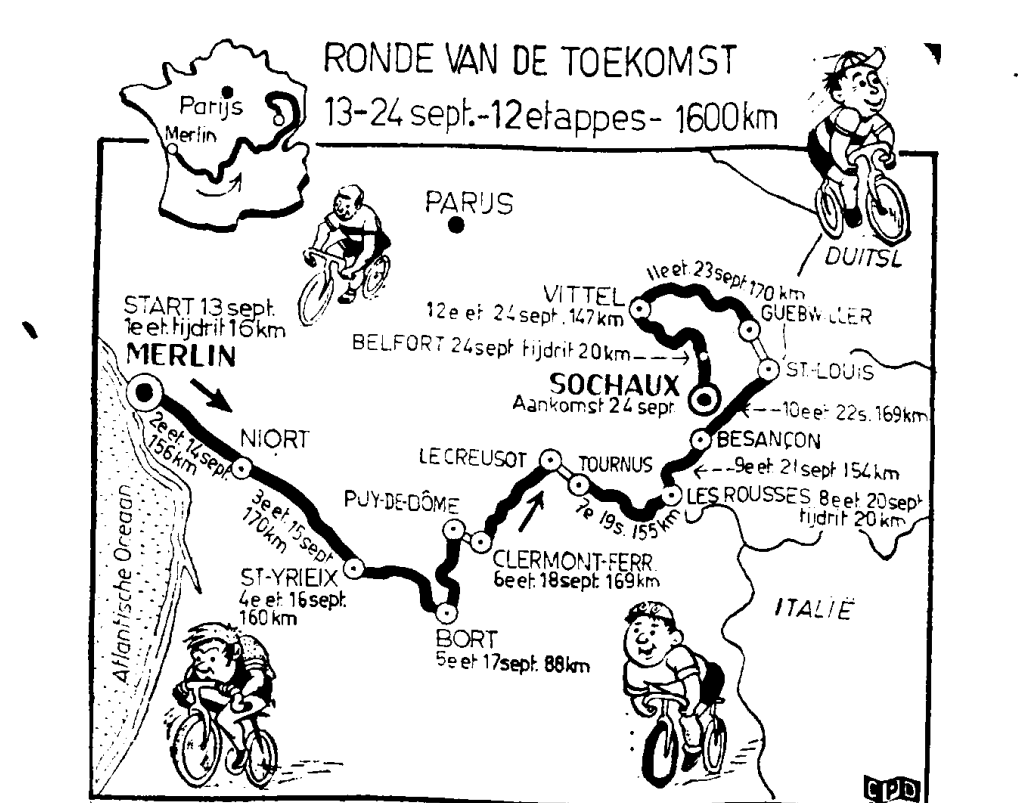 RONDE VAN DE TOEKOMST
13-24 sept.-12etappes- 1600km
Parijs
Merlin
PARIJS
DUITSL
START 13 sept.
1e et tijdrit 16km
MERLIN
2e et 14 sept.
156km
NIORT
3e et 15 sept.
170km
ST-YRIEIX
4e et 16 sept.
160km
BORT
5e et 17 sept. 88km
PUY-DE-DÔME
CLERMONT-FERR.
6e et. 18 sept. 169km
LE CREUSOT
TOURNUS
7e 19s. 155km
LES ROUSSES 8e et 20 sept
tijdrit 20 km
←--9e et 21 sept 154km
BESANÇON
←--10e et 22s. 169km
ST.-LOUIS
GUEBWILLER
11e et. 23 sept 170 km
VITTEL
12e et 24 sept. 147km
BELFORT 24 sept tijdrit 20km--→
SOCHAUX
Aankomst 24 sept.
ITALIË
Atlantische Oceaan
CPD